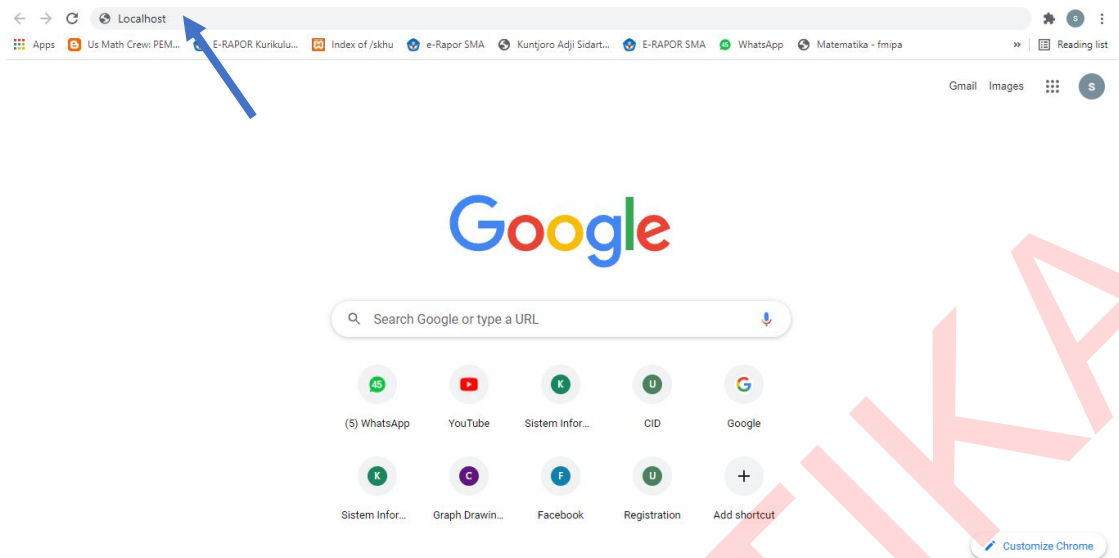 Localhost S
Apps Us Math Crew: PEM... E-RAPOR Kurikulu... Index of /skhu e-Rapor SMA Kuntjoro Adji Sidart... E-RAPOR SMA 45 WhatsApp Matematika - fmipa » Reading list
Gmail Images S
Google
Search Google or type a URL
45 K U G
(5) WhatsApp YouTube Sistem Infor... CID Google
K C F U +
Sistem Infor... Graph Drawin... Facebook Registration Add shortcut
Customize Chrome
TIKA